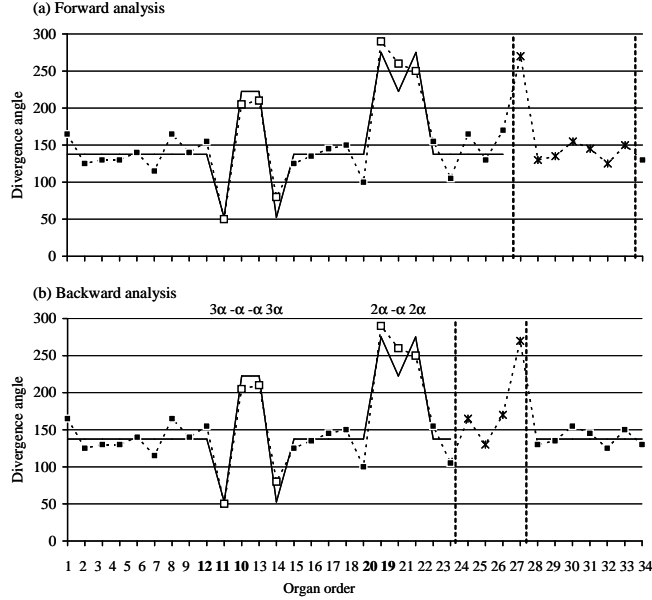 (a) Forward analysis
300
250
200
150
100
50
0
Divergence angle
(b) Backward analysis
3α -α -α 3α 2α -α 2α
300
250
200
150
100
50
0
Divergence angle
1 2 3 4 5 6 7 8 9 12 11 10 13 14 15 16 17 18 20 19 21 22 23 24 25 26 27 28 29 30 31 32 33 34
Organ order